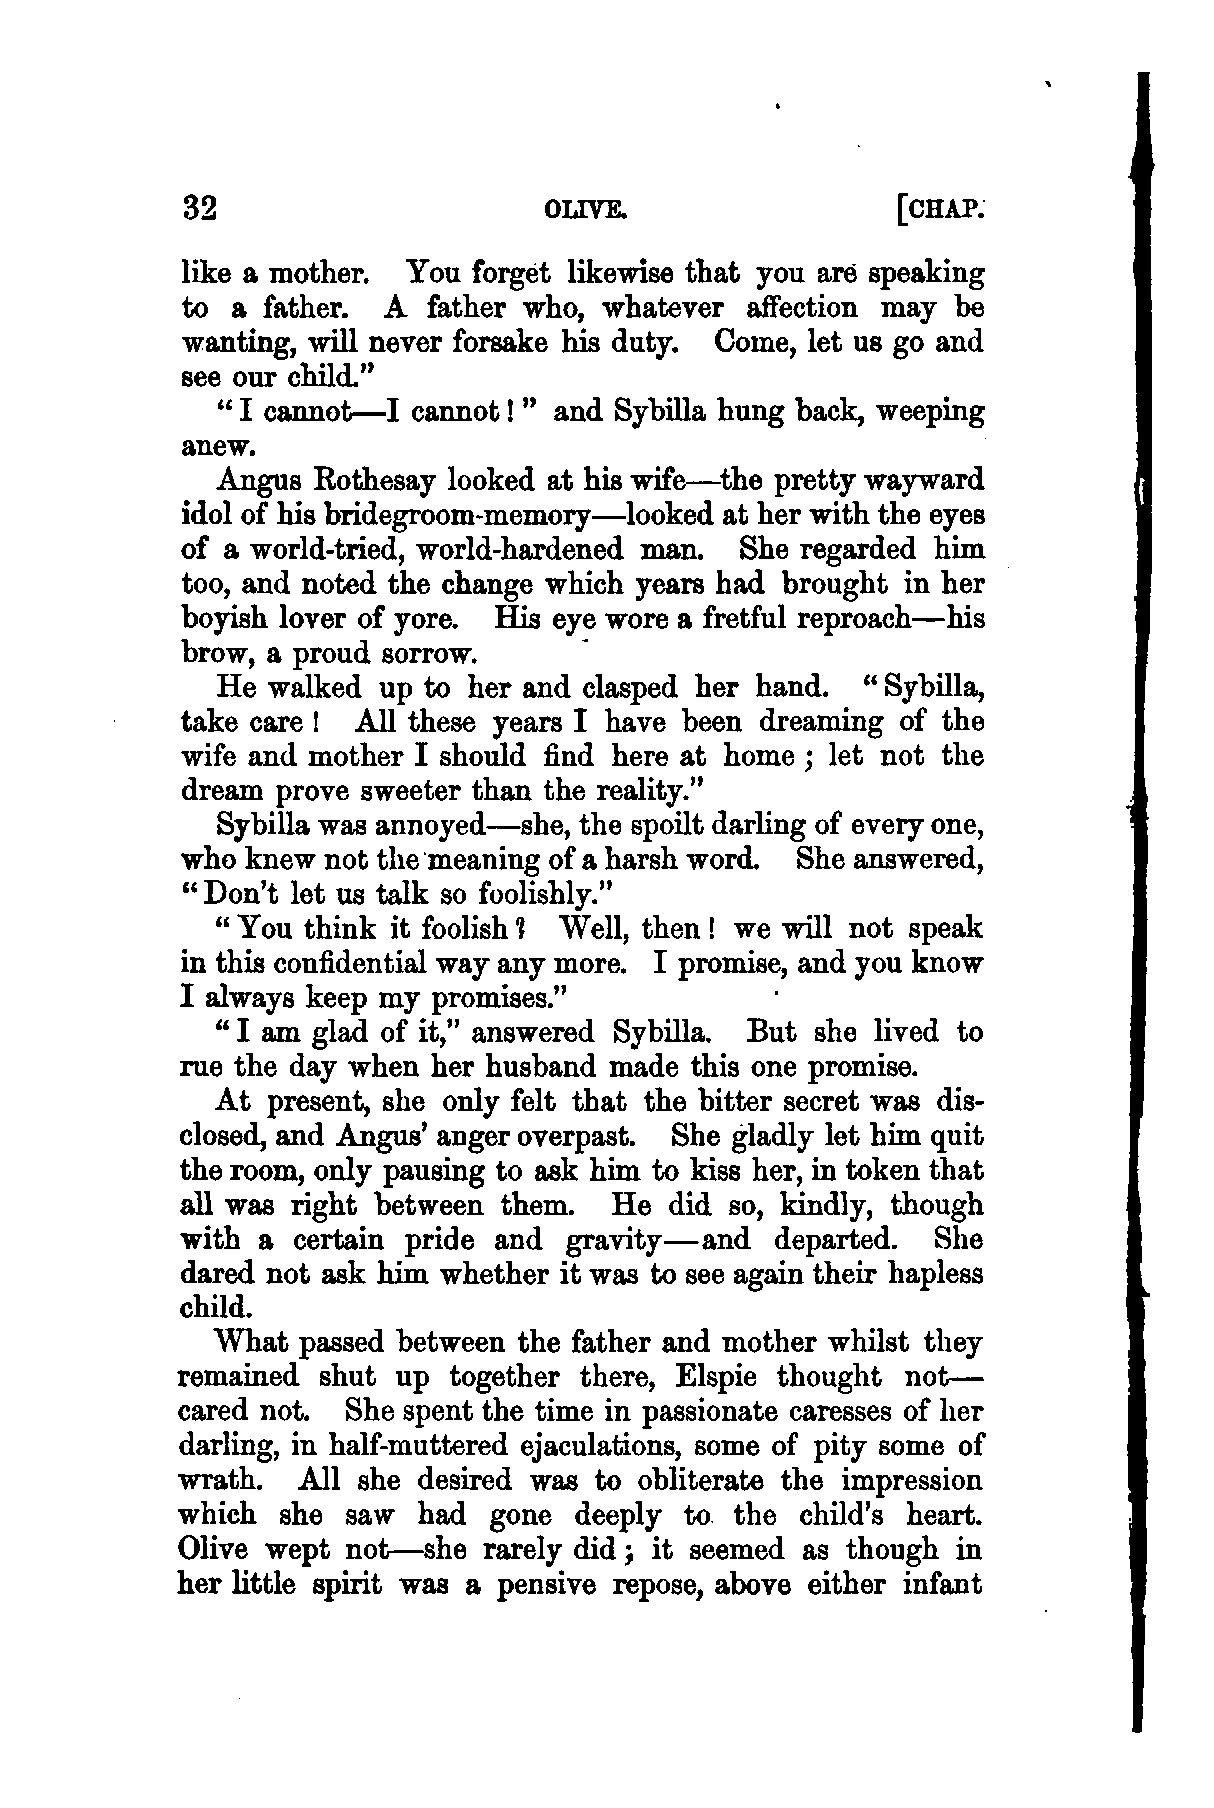 32 OLIVE. [CHAP.
like a mother. You forget likewise that you are speaking
to a father. A father who, whatever affection may be
wanting, will never forsake his duty. Come, let us go and
see our child."
"I cannot—I cannot!" and Sybilla hung back, weeping
anew.
Angus Rothesay looked at his wife—the pretty wayward
idol of his bridegroom-memory—looked at her with the eyes
of a world-tried, world-hardened man. She regarded him
too, and noted the change which years had brought in her
boyish lover of yore. His eye wore a fretful reproach—his
brow, a proud sorrow.
He walked up to her and clasped her hand. "Sybilla,
take care! All these years I have been dreaming of the
wife and mother I should find here at home; let not the
dream prove sweeter than the reality."
Sybilla was annoyed—she, the spoilt darling of every one,
who knew not the meaning of a harsh word. She answered,
"Don't let us talk so foolishly."
"You think it foolish? Well, then! we will not speak
in this confidential way any more. I promise, and you know
I always keep my promises."
"I am glad of it," answered Sybilla. But she lived to
rue the day when her husband made this one promise.
At present, she only felt that the bitter secret was dis-
closed, and Angus' anger overpast. She gladly let him quit
the room, only pausing to ask him to kiss her, in token that
all was right between them. He did so, kindly, though
with a certain pride and gravity—and departed. She
dared not ask him whether it was to see again their hapless
child.
What passed between the father and mother whilst they
remained shut up together there, Elspie thought not—
cared not. She spent the time in passionate caresses of her
darling, in half-muttered ejaculations, some of pity some of
wrath. All she desired was to obliterate the impression
which she saw had gone deeply to the child's heart.
Olive wept not—she rarely did; it seemed as though in
her little spirit was a pensive repose, above either infant